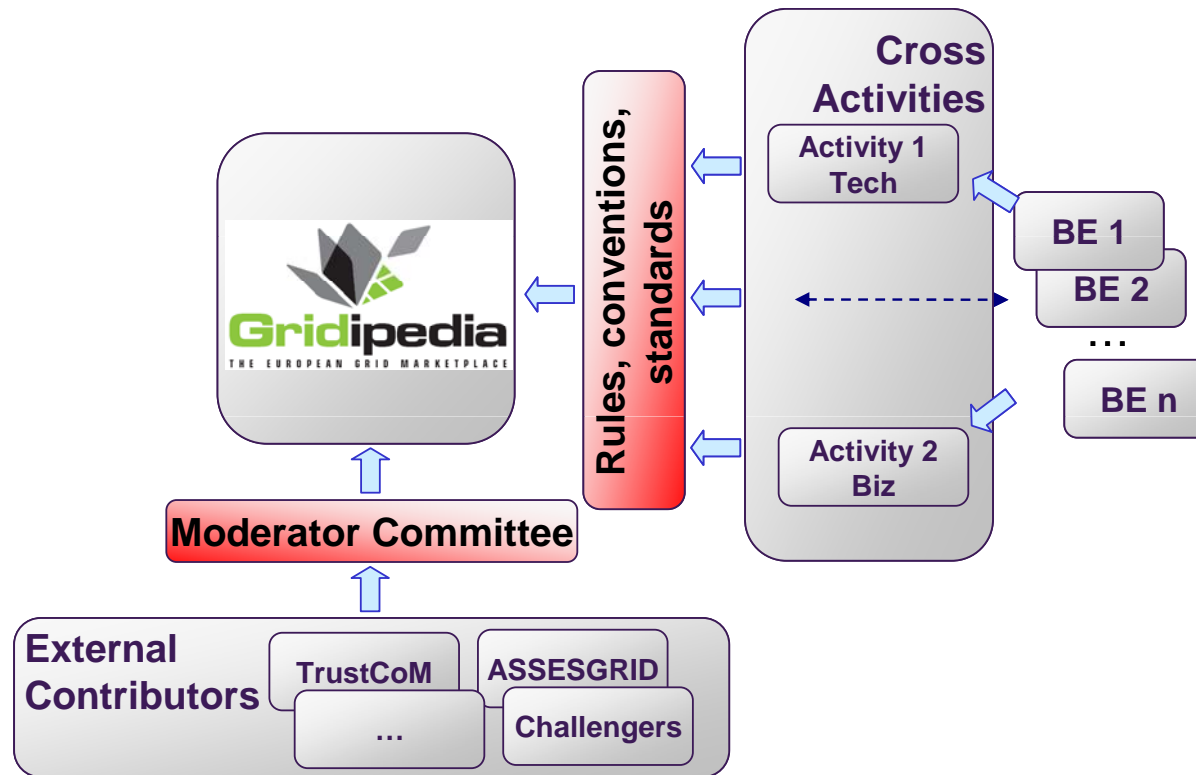 Cross
Activities
Rules, conventions,
standards
Activity 1
Tech
BE 1
BE 2
...
BE n
Gridipedia
THE EUROPEAN GRID MARKETPLACE
Activity 2
Biz
Moderator Committee
External
Contributors
TrustCoM
ASSESGRID
...
Challengers